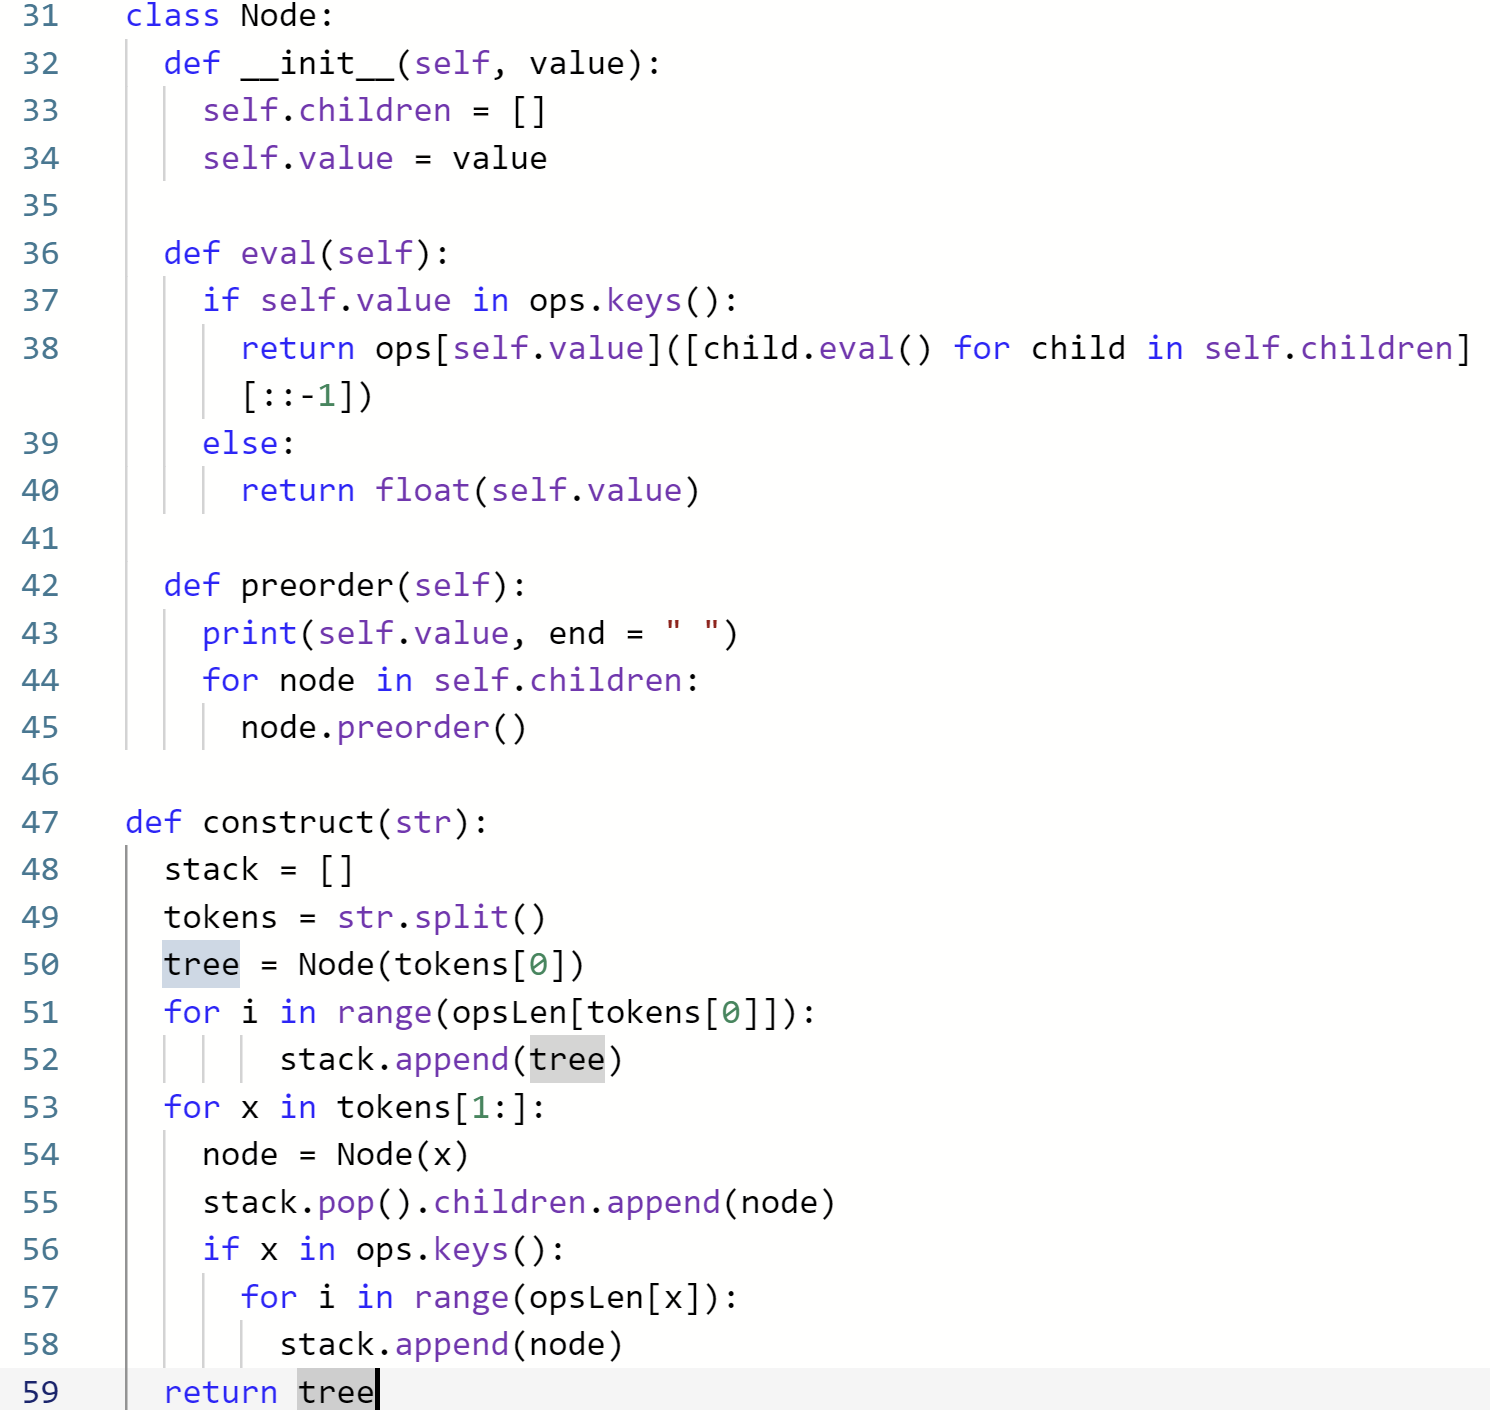 31 class Node:
32   def __init__(self, value):
33     self.children = []
34     self.value = value
35
36   def eval(self):
37     if self.value in ops.keys():
38       return ops[self.value]([child.eval() for child in self.children]
       [::-1])
39     else:
40       return float(self.value)
41
42   def preorder(self):
43     print(self.value, end = " ")
44     for node in self.children:
45       node.preorder()
46
47 def construct(str):
48   stack = []
49   tokens = str.split()
50   tree = Node(tokens[0])
51   for i in range(opsLen[tokens[0]]):
52         stack.append(tree)
53   for x in tokens[1:]:
54     node = Node(x)
55     stack.pop().children.append(node)
56     if x in ops.keys():
57       for i in range(opsLen[x]):
58         stack.append(node)
59   return tree